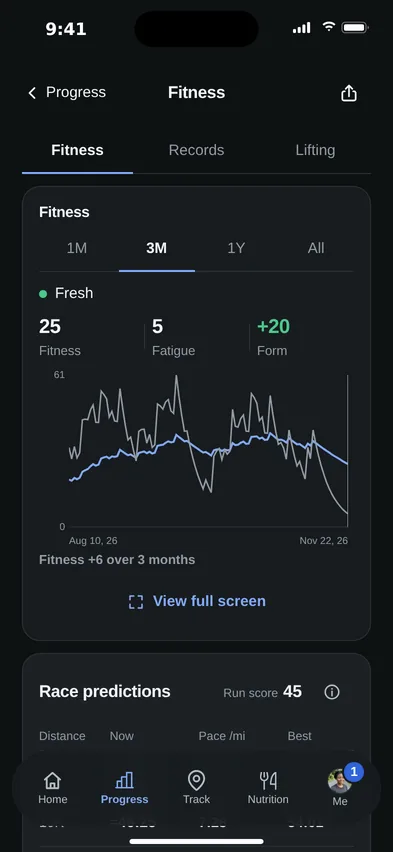 9:41
Progress
Fitness
Fitness Records Lifting
Fitness
1M 3M 1Y All
Fresh
25 5 +20
Fitness Fatigue Form
61
0
Aug 10, 26 Nov 22, 26
Fitness +6 over 3 months
View full screen
Race predictions Run score 45
Distance Now Pace /mi Best
1
Home Progress Track Nutrition Me